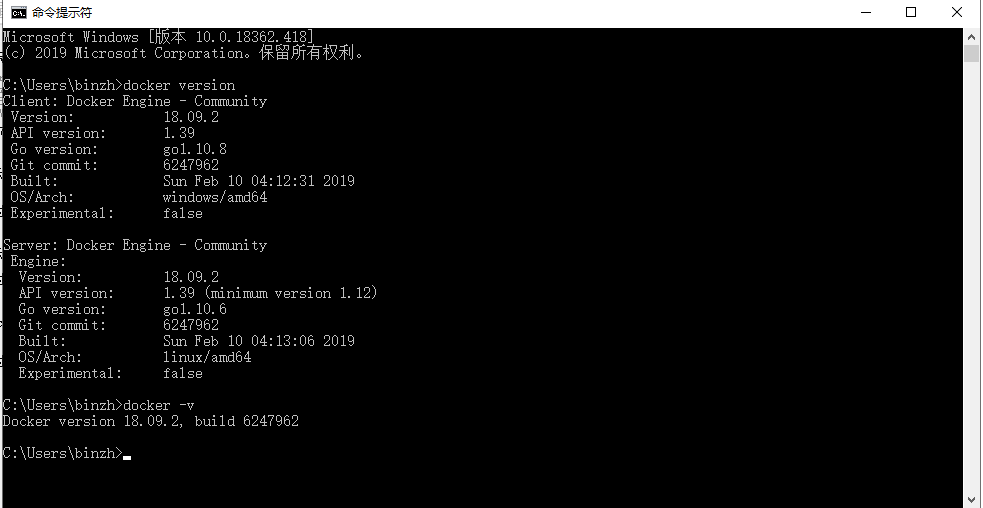 命令提示符
Microsoft Windows [版本 10.0.18362.418]
(c) 2019 Microsoft Corporation。保留所有权利。
C:\Users\binzh>docker version
Client: Docker Engine - Community
Version: 18.09.2
API version: 1.39
Go version: go1.10.8
Git commit: 6247962
Built: Sun Feb 10 04:12:31 2019
OS/Arch: windows/amd64
Experimental: false
Server: Docker Engine - Community
Engine:
Version: 18.09.2
API version: 1.39 (minimum version 1.12)
Go version: go1.10.6
Git commit: 6247962
Built: Sun Feb 10 04:13:06 2019
OS/Arch: linux/amd64
Experimental: false
C:\Users\binzh>docker -v
Docker version 18.09.2, build 6247962
C:\Users\binzh>